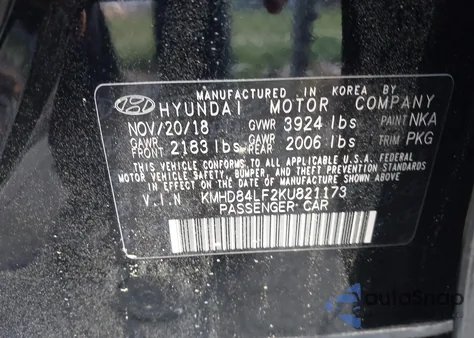 MANUFACTURED IN KOREA BY
HYUNDAI MOTOR COMPANY
NOV/20/18 GVWR 3924 lbs PAINT NKA
GAWR FRONT 2183 lbs GAWR REAR 2006 lbs TRIM PKG
THIS VEHICLE CONFORMS TO ALL APPLICABLE U.S.A. FEDERAL
MOTOR VEHICLE SAFETY, BUMPER, AND THEFT PREVENTION STANDARDS
IN EFFECT ON THE DATE OF MANUFACTURE SHOWN ABOVE.
V.I.N KMHD84LF2KU821173
PASSENGER CAR
AutoSnap